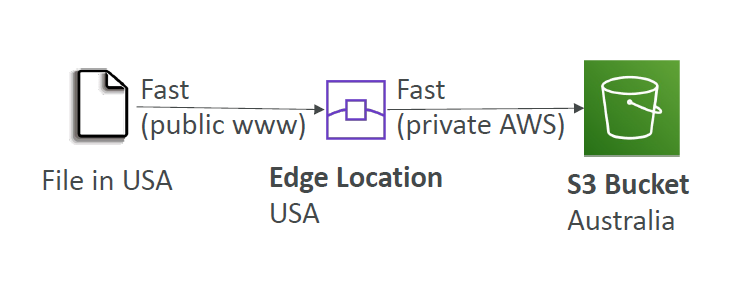 Fast
(public www)
Fast
(private AWS)
File in USA
Edge Location
USA
S3 Bucket
Australia